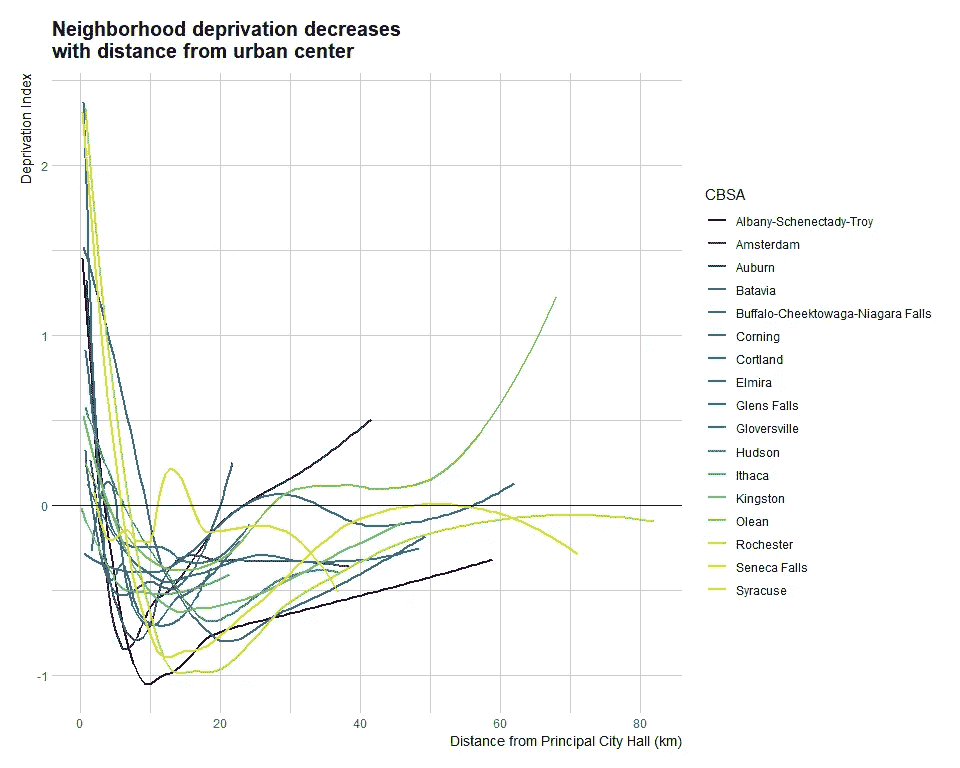 Neighborhood deprivation decreases
with distance from urban center
Deprivation Index
2
1
0
-1
0
20
40
60
80
Distance from Principal City Hall (km)
CBSA
Albany-Schenectady-Troy
Amsterdam
Auburn
Batavia
Buffalo-Cheektowaga-Niagara Falls
Corning
Cortland
Elmira
Glens Falls
Gloversville
Hudson
Ithaca
Kingston
Olean
Rochester
Seneca Falls
Syracuse